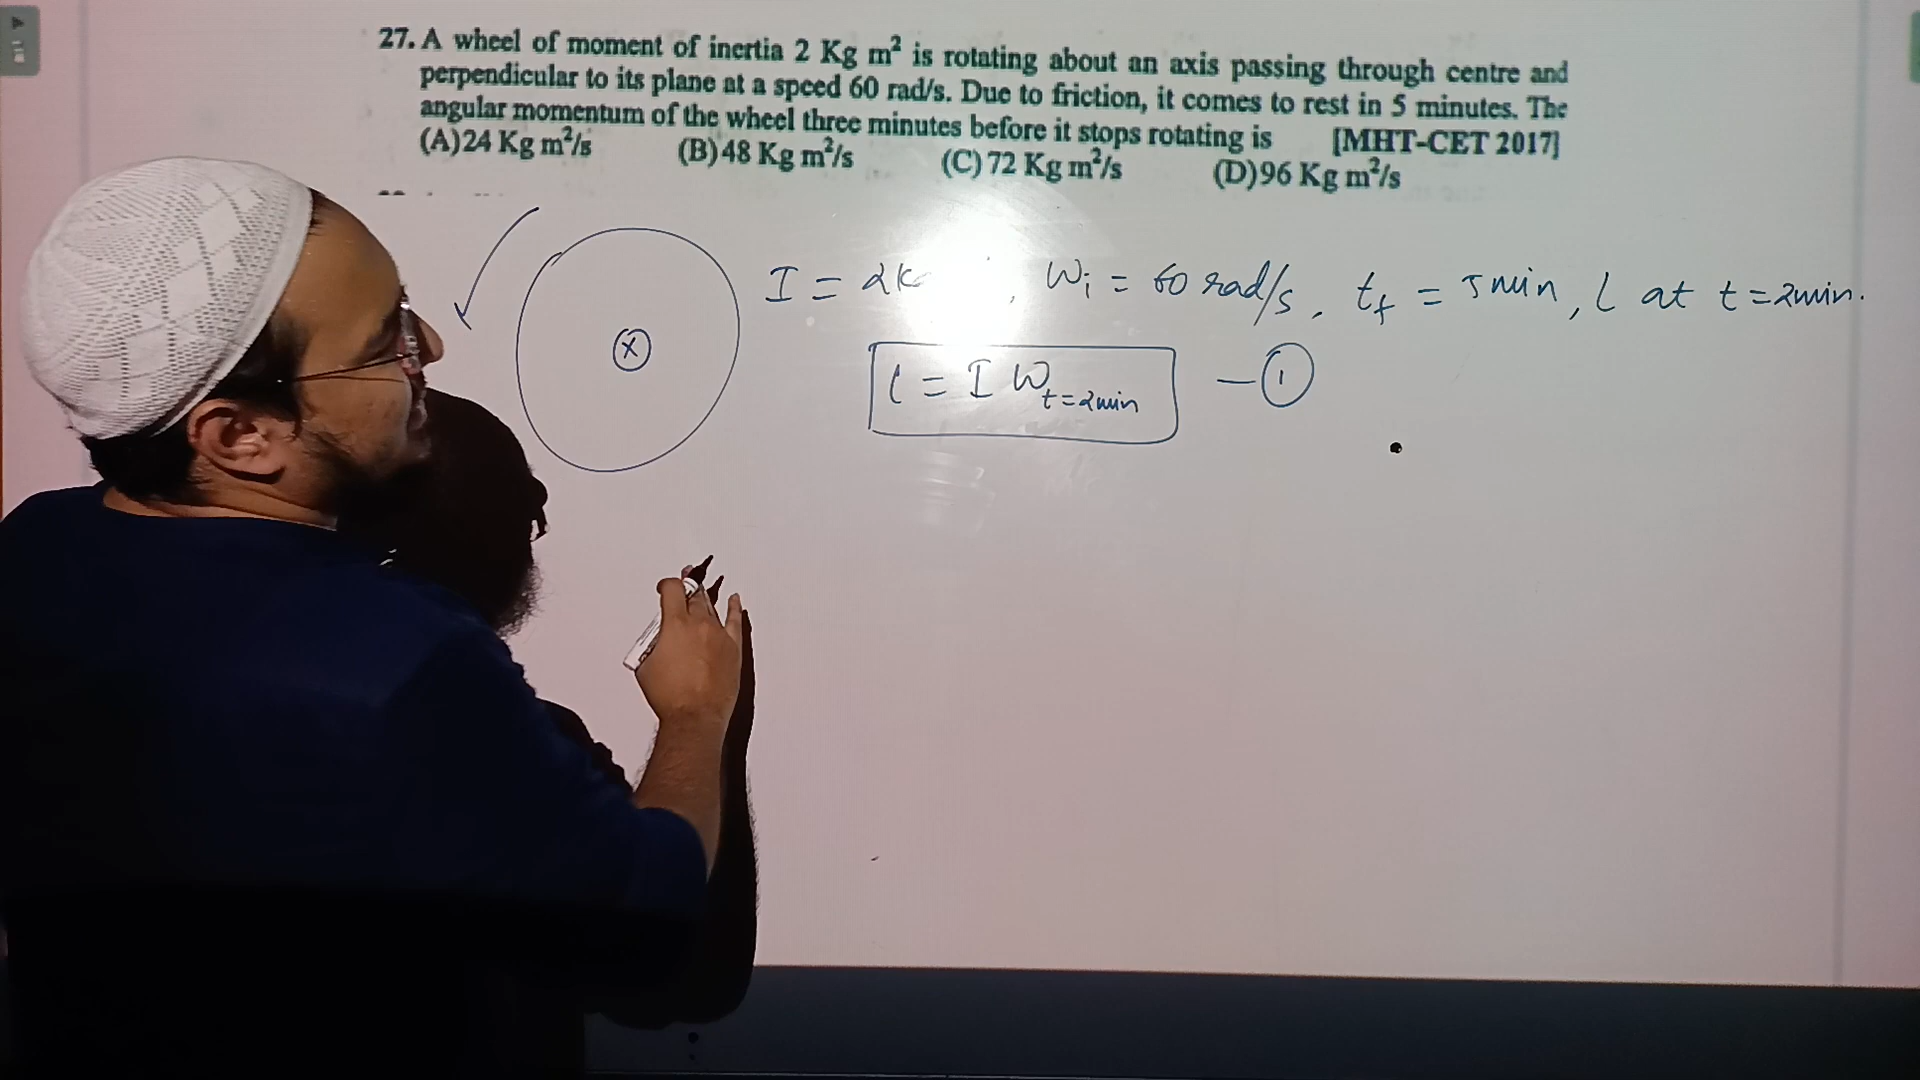 27. A wheel of moment of inertia 2 Kg m² is rotating about an axis passing through centre and
perpendicular to its plane at a speed 60 rad/s. Due to friction, it comes to rest in 5 minutes. The
angular momentum of the wheel three minutes before it stops rotating is [MHT-CET 2017]
(A) 24 Kg m²/s (B) 48 Kg m²/s (C) 72 Kg m²/s (D) 96 Kg m²/s
I = 2k , ωi = 60 rad/s, tf = 5 min, L at t = 2min.
L = I ωt=2min — ①
x